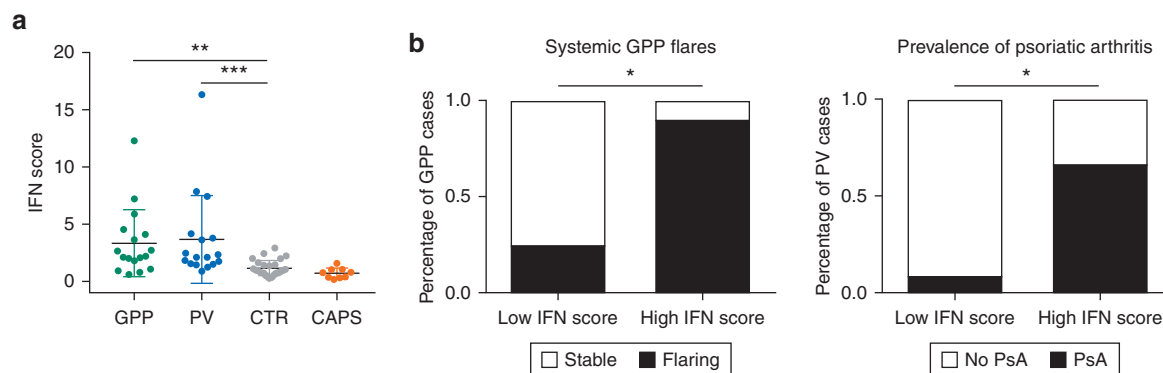 a
20
15
10
5
0
IFN score
**
***
GPP PV CTR CAPS
b
Systemic GPP flares
*
1.0
0.5
0.0
Percentage of GPP cases
Low IFN score High IFN score
Stable Flaring
Prevalence of psoriatic arthritis
*
1.0
0.5
0.0
Percentage of PV cases
Low IFN score High IFN score
No PsA PsA